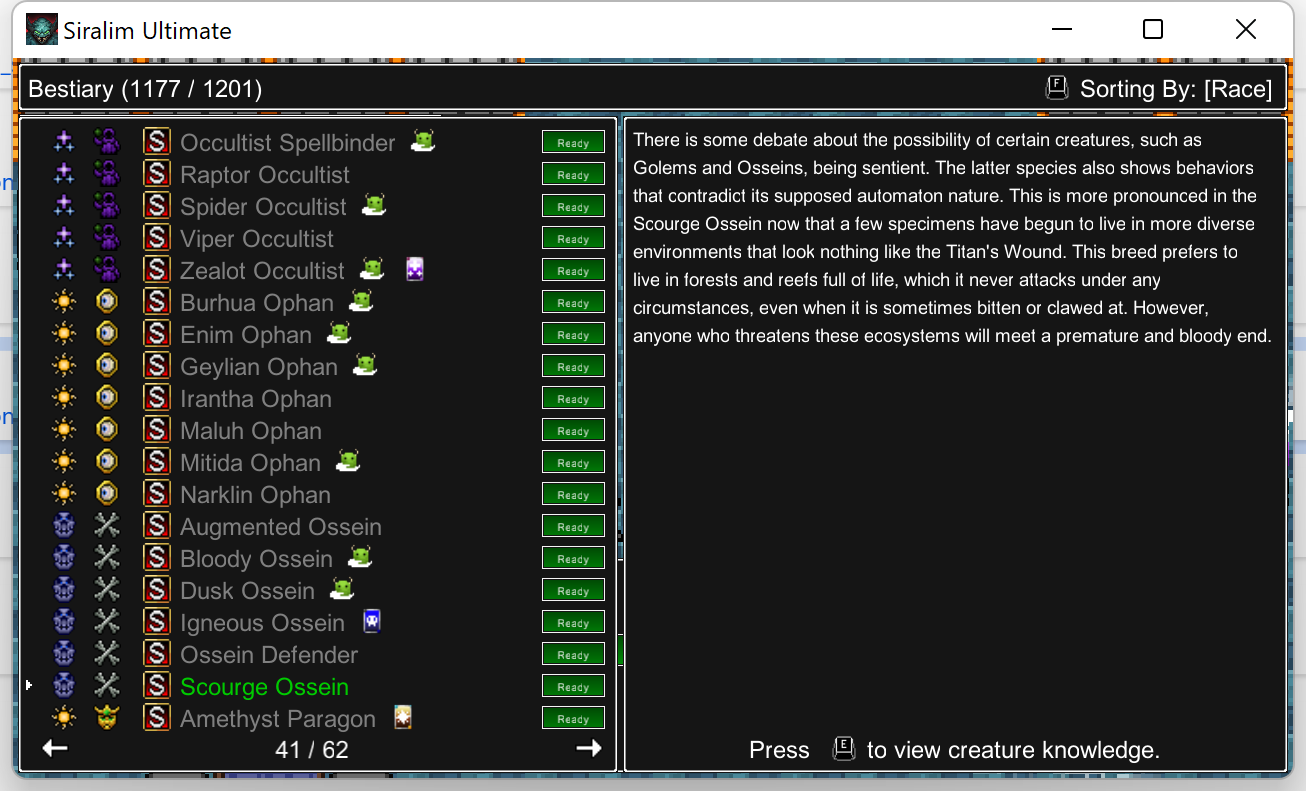 Siralim Ultimate
Bestiary (1177 / 1201)
F Sorting By: [Race]
S Occultist Spellbinder Ready
S Raptor Occultist Ready
S Spider Occultist Ready
S Viper Occultist Ready
S Zealot Occultist Ready
S Burhua Ophan Ready
S Enim Ophan Ready
S Geylian Ophan Ready
S Irantha Ophan Ready
S Maluh Ophan Ready
S Mitida Ophan Ready
S Narklin Ophan Ready
S Augmented Ossein Ready
S Bloody Ossein Ready
S Dusk Ossein Ready
S Igneous Ossein Ready
S Ossein Defender Ready
S Scourge Ossein Ready
S Amethyst Paragon Ready
41 / 62
There is some debate about the possibility of certain creatures, such as
Golems and Osseins, being sentient. The latter species also shows behaviors
that contradict its supposed automaton nature. This is more pronounced in the
Scourge Ossein now that a few specimens have begun to live in more diverse
environments that look nothing like the Titan's Wound. This breed prefers to
live in forests and reefs full of life, which it never attacks under any
circumstances, even when it is sometimes bitten or clawed at. However,
anyone who threatens these ecosystems will meet a premature and bloody end.
Press E to view creature knowledge.